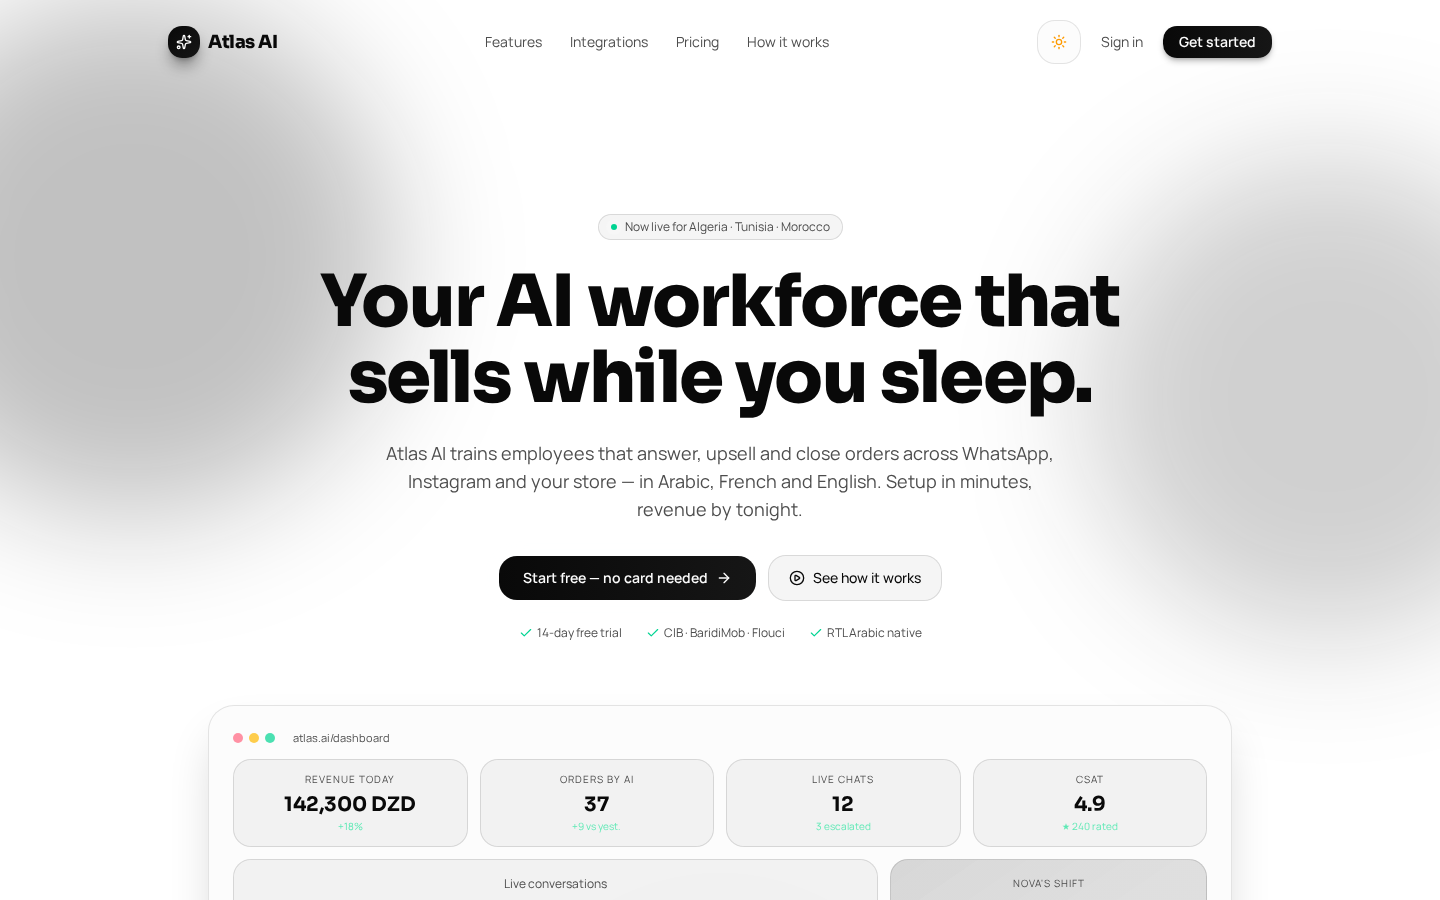 Atlas AI
Features
Integrations
Pricing
How it works
Sign in
Get started
Now live for Algeria · Tunisia · Morocco
Your AI workforce that
sells while you sleep.
Atlas AI trains employees that answer, upsell and close orders across WhatsApp,
Instagram and your store — in Arabic, French and English. Setup in minutes,
revenue by tonight.
Start free — no card needed
See how it works
14-day free trial
CIB · BaridiMob · Flouci
RTL Arabic native
atlas.ai/dashboard
REVENUE TODAY
142,300 DZD
+18%
ORDERS BY AI
37
+9 vs yest.
LIVE CHATS
12
3 escalated
CSAT
4.9
★ 240 rated
Live conversations
NOVA'S SHIFT